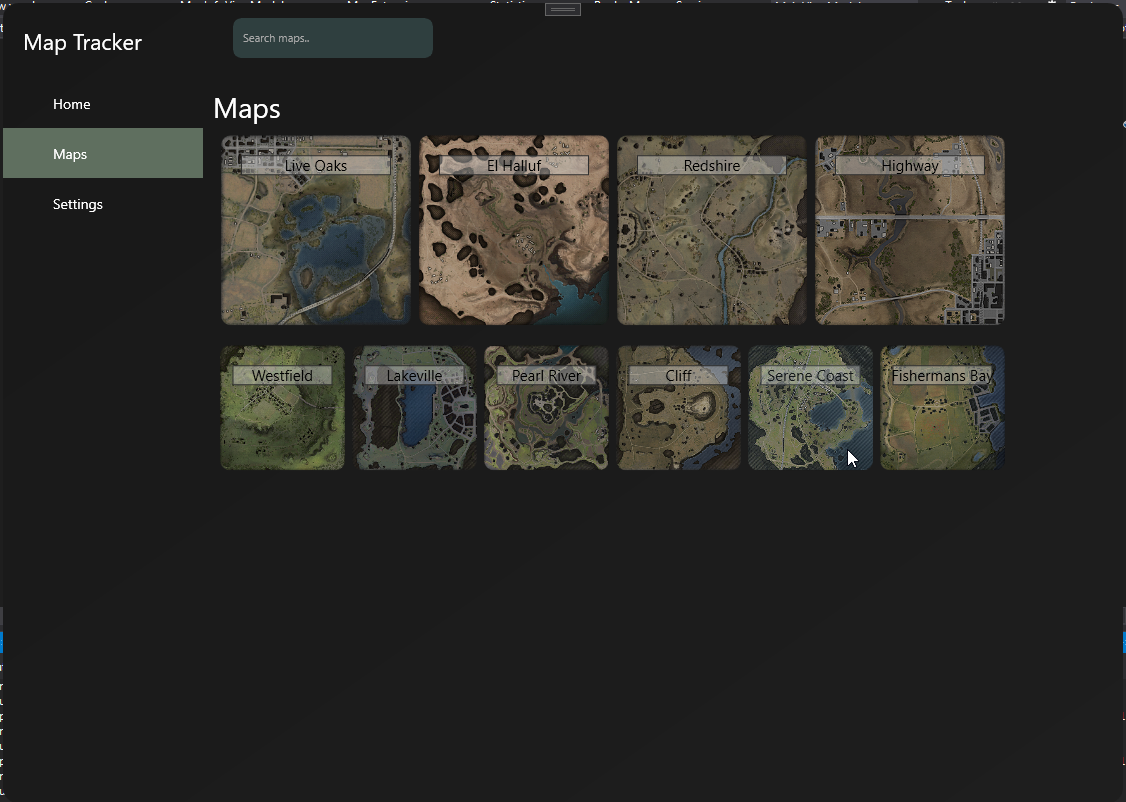 Map Tracker
Search maps..
Home
Maps
Settings
Maps
Live Oaks
El Halluf
Redshire
Highway
Westfield
Lakeville
Pearl River
Cliff
Serene Coast
Fishermans Bay